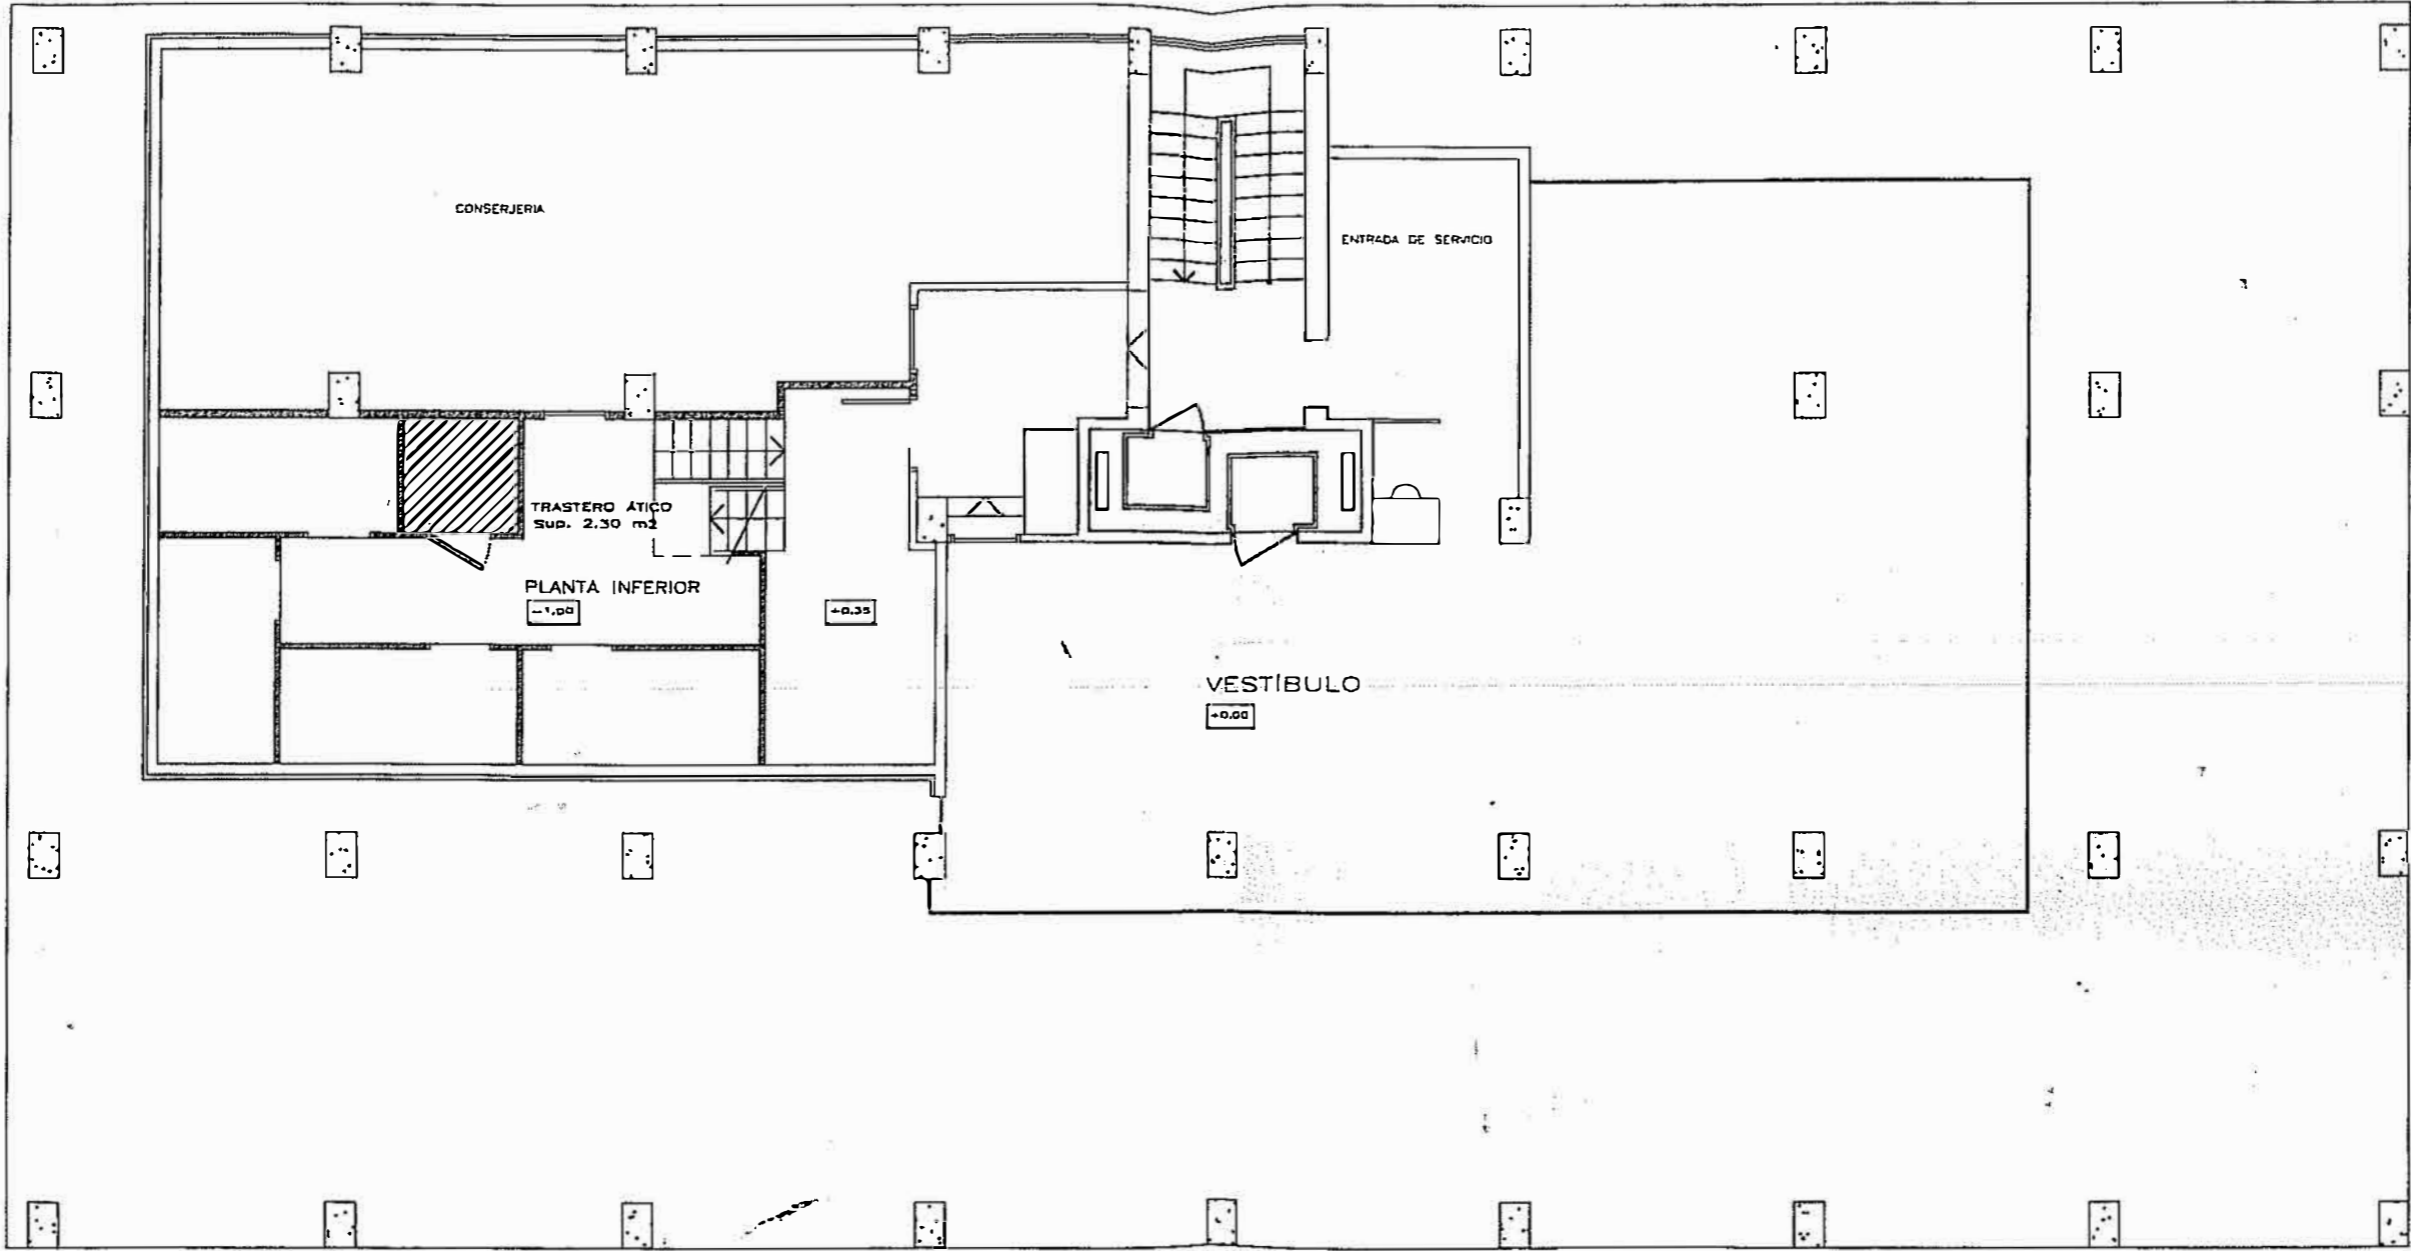 CONSERJERIA
ENTRADA DE SERVICIO
TRASTERO ÁTICO
Sup. 2.30 m2
PLANTA INFERIOR
-1.00
+0.35
VESTÍBULO
+0.00